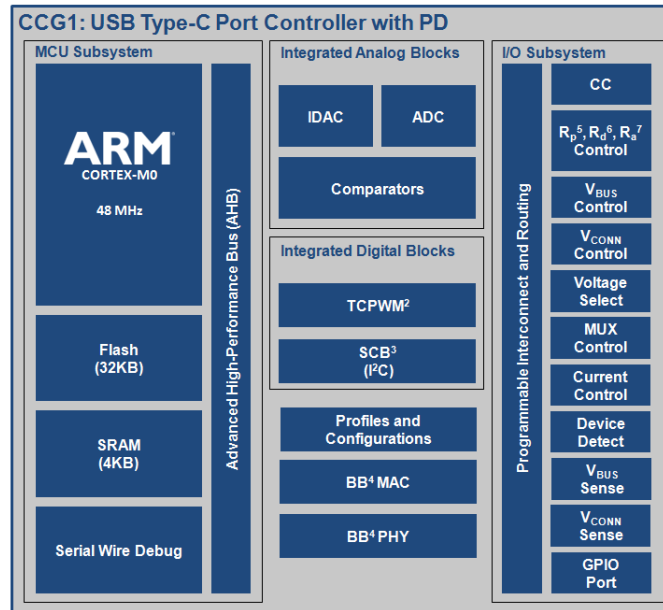 CCG1: USB Type-C Port Controller with PD
MCU Subsystem
ARM®
CORTEX-M0
48 MHz
Flash
(32KB)
SRAM
(4KB)
Serial Wire Debug
Advanced High-Performance Bus (AHB)
Integrated Analog Blocks
IDAC
ADC
Comparators
Integrated Digital Blocks
TCPWM²
SCB³
(I²C)
Profiles and
Configurations
BB⁴ MAC
BB⁴ PHY
I/O Subsystem
Programmable Interconnect and Routing
CC
Rp⁵, Rd⁶, Ra⁷
Control
VBUS
Control
VCONN
Control
Voltage
Select
MUX
Control
Current
Control
Device
Detect
VBUS
Sense
VCONN
Sense
GPIO
Port